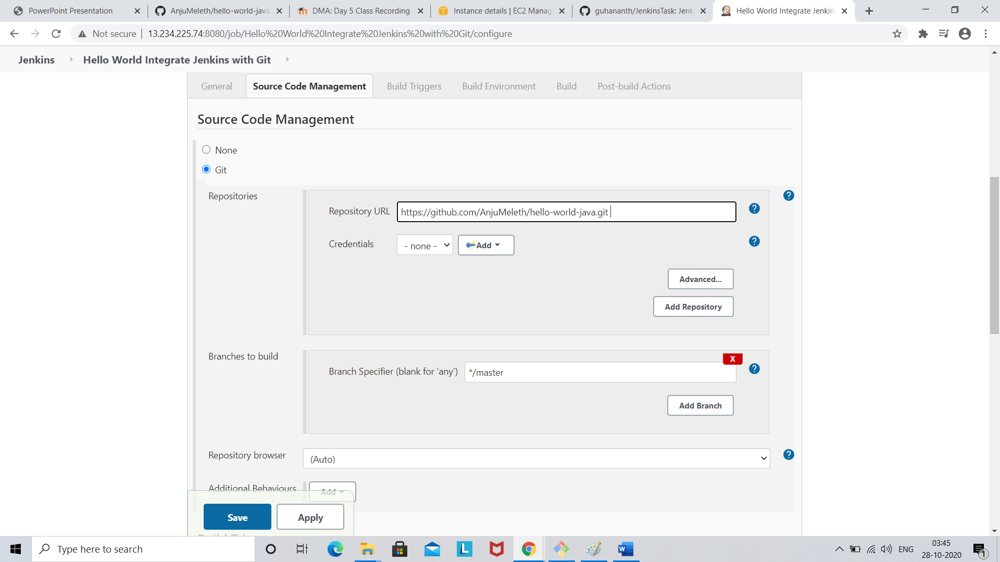 PowerPoint Presentation
AnjuMeleth/hello-world-java
DMA: Day 5 Class Recording
Instance details | EC2 Manag
guhananth/JenkinsTask: Jenk
Hello World Integrate Jenkin
Not secure
13.234.225.74:8080/job/Hello%20World%20Integrate%20Jenkins%20with%20Git/configure
Jenkins
Hello World Integrate Jenkins with Git
General
Source Code Management
Build Triggers
Build Environment
Build
Post-build Actions
Source Code Management
None
Git
Repositories
Repository URL
https://github.com/AnjuMeleth/hello-world-java.git
?
?
Credentials
- none -
Add
?
Advanced...
Add Repository
Branches to build
X
Branch Specifier (blank for 'any')
*/master
?
Add Branch
Repository browser
(Auto)
?
Additional Behaviours
Add
Save
Apply
Type here to search
L
W
ENG
03:45
28-10-2020
1